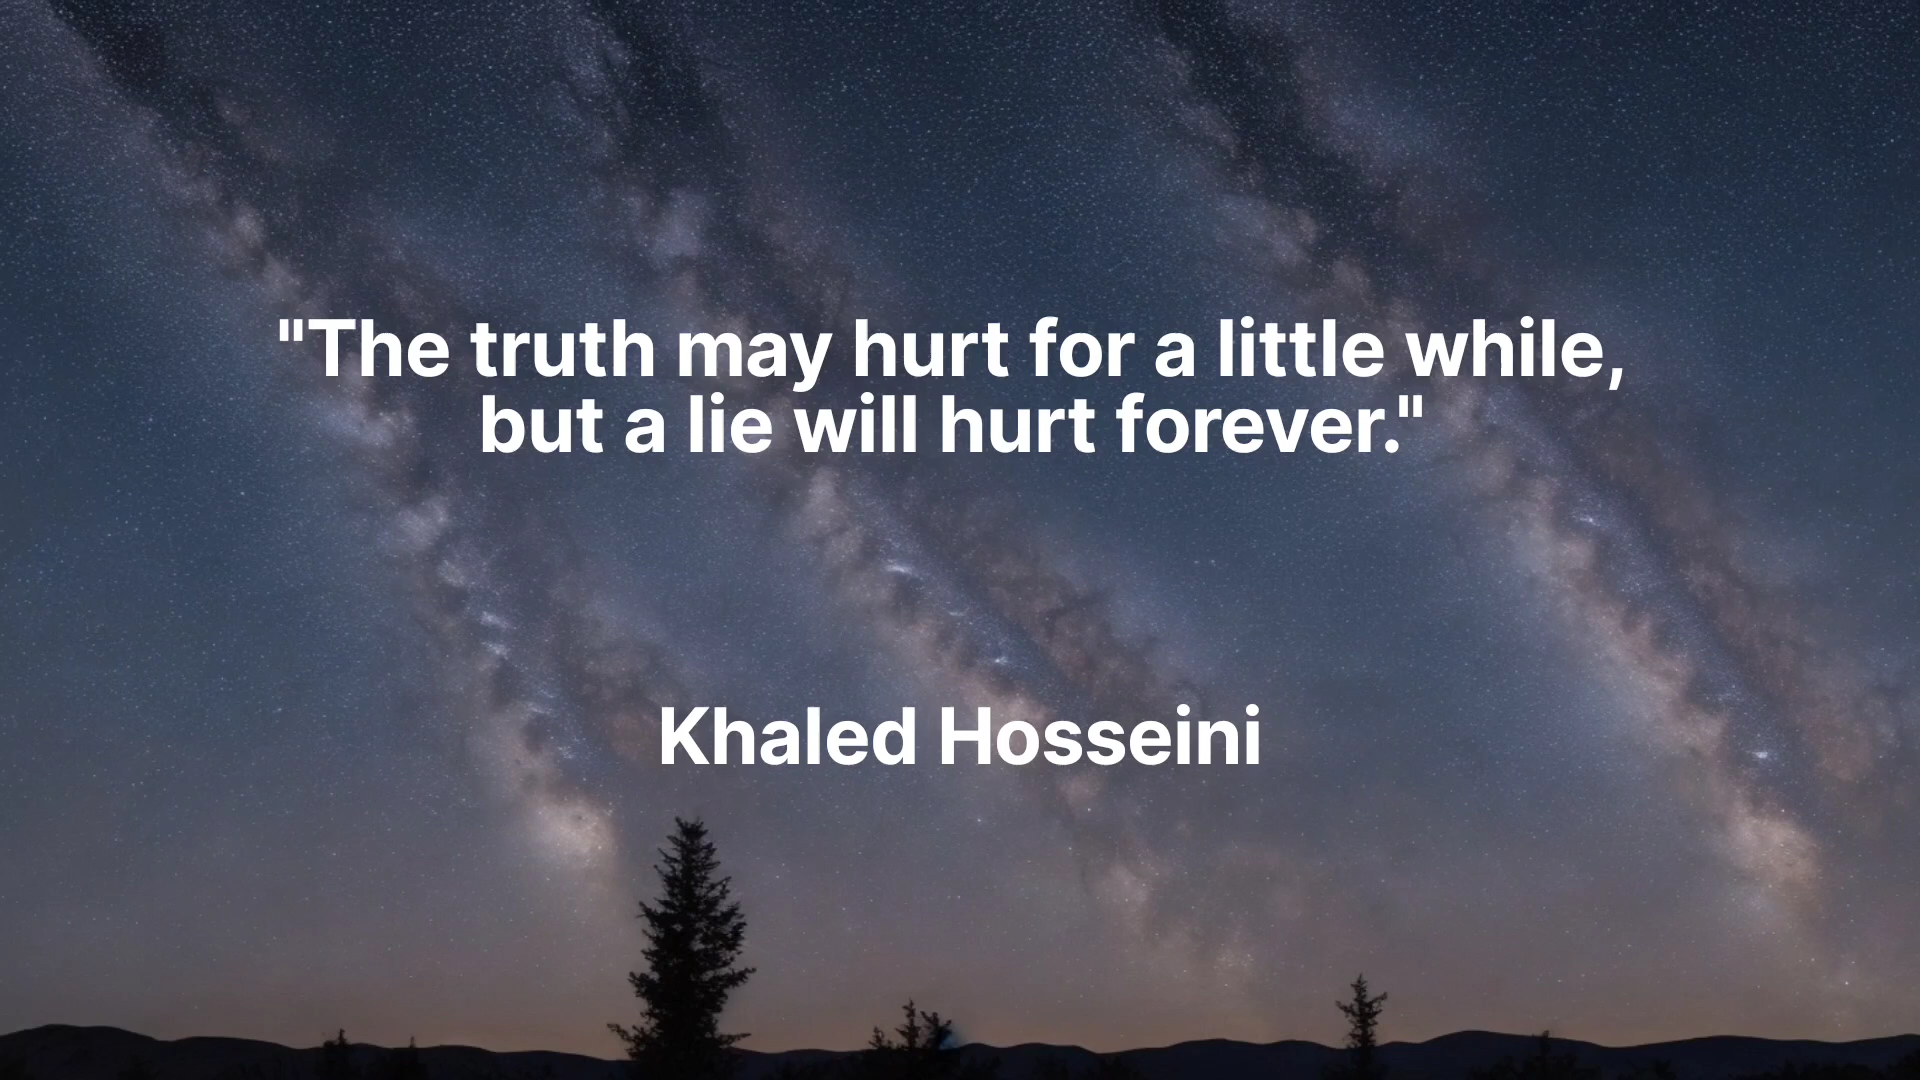 "The truth may hurt for a little while,
but a lie will hurt forever."
Khaled Hosseini